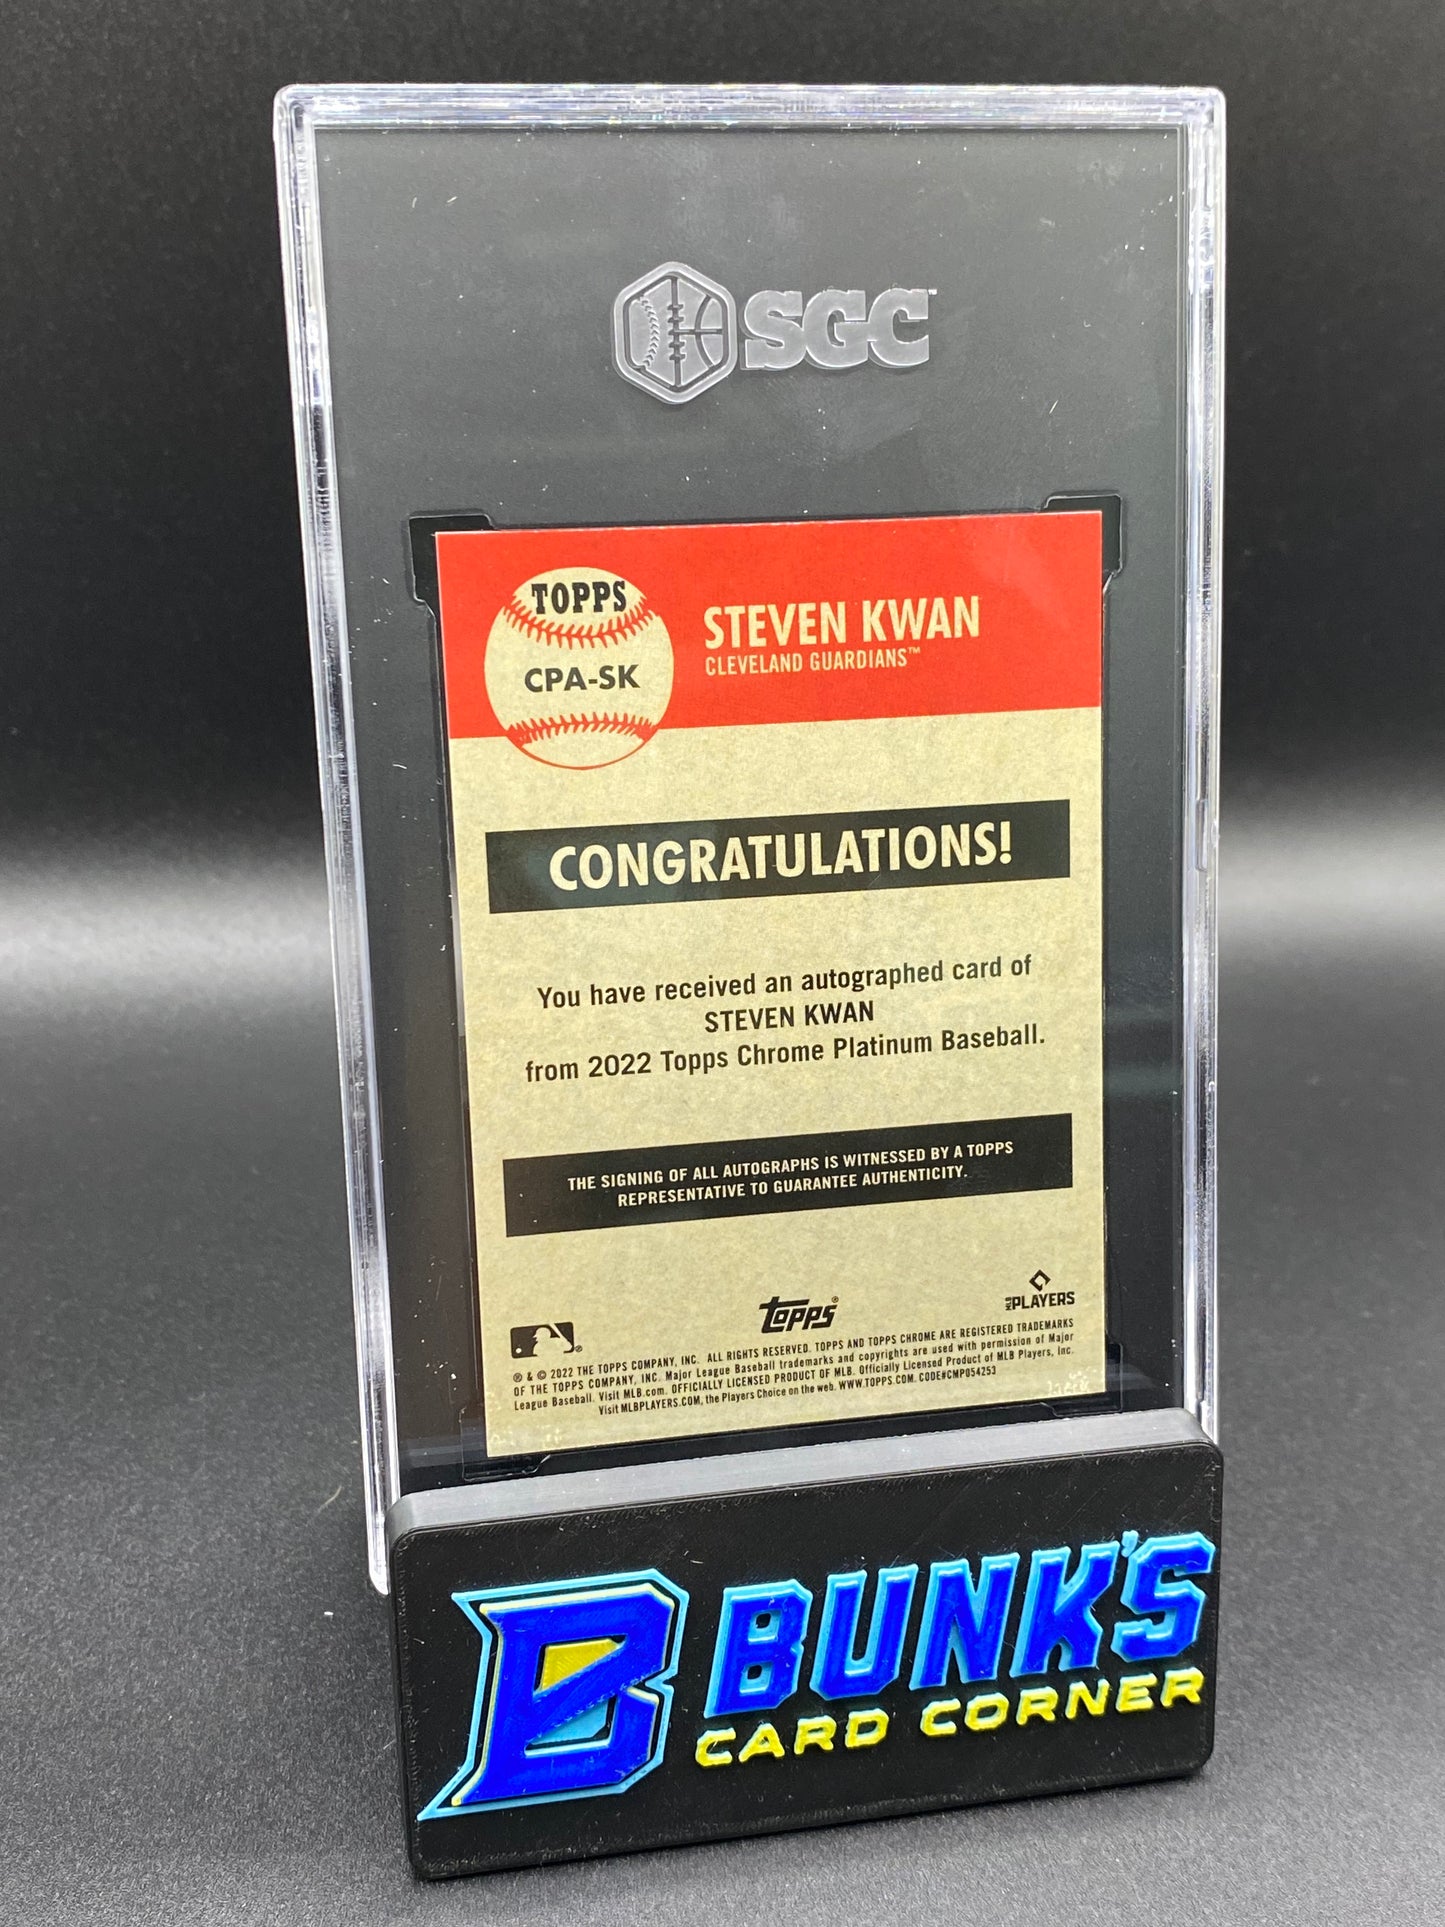 SGC
TOPPS
CPA-SK
STEVEN KWAN
CLEVELAND GUARDIANS™
CONGRATULATIONS!
You have received an autographed card of
STEVEN KWAN
from 2022 Topps Chrome Platinum Baseball.
THE SIGNING OF ALL AUTOGRAPHS IS WITNESSED BY A TOPPS
REPRESENTATIVE TO GUARANTEE AUTHENTICITY.
topps®
MLB PLAYERS
® & © 2022 THE TOPPS COMPANY, INC. ALL RIGHTS RESERVED. TOPPS AND TOPPS CHROME ARE REGISTERED TRADEMARKS
OF THE TOPPS COMPANY, INC. Major League Baseball trademarks and copyrights are used with permission of Major
League Baseball. Visit MLB.com. OFFICIALLY LICENSED PRODUCT OF MLB. Officially Licensed Product of MLB Players, Inc.
Visit MLBPLAYERS.COM, the Players Choice on the web. WWW.TOPPS.COM. CODE#CMP054253
B BUNK'S
CARD CORNER